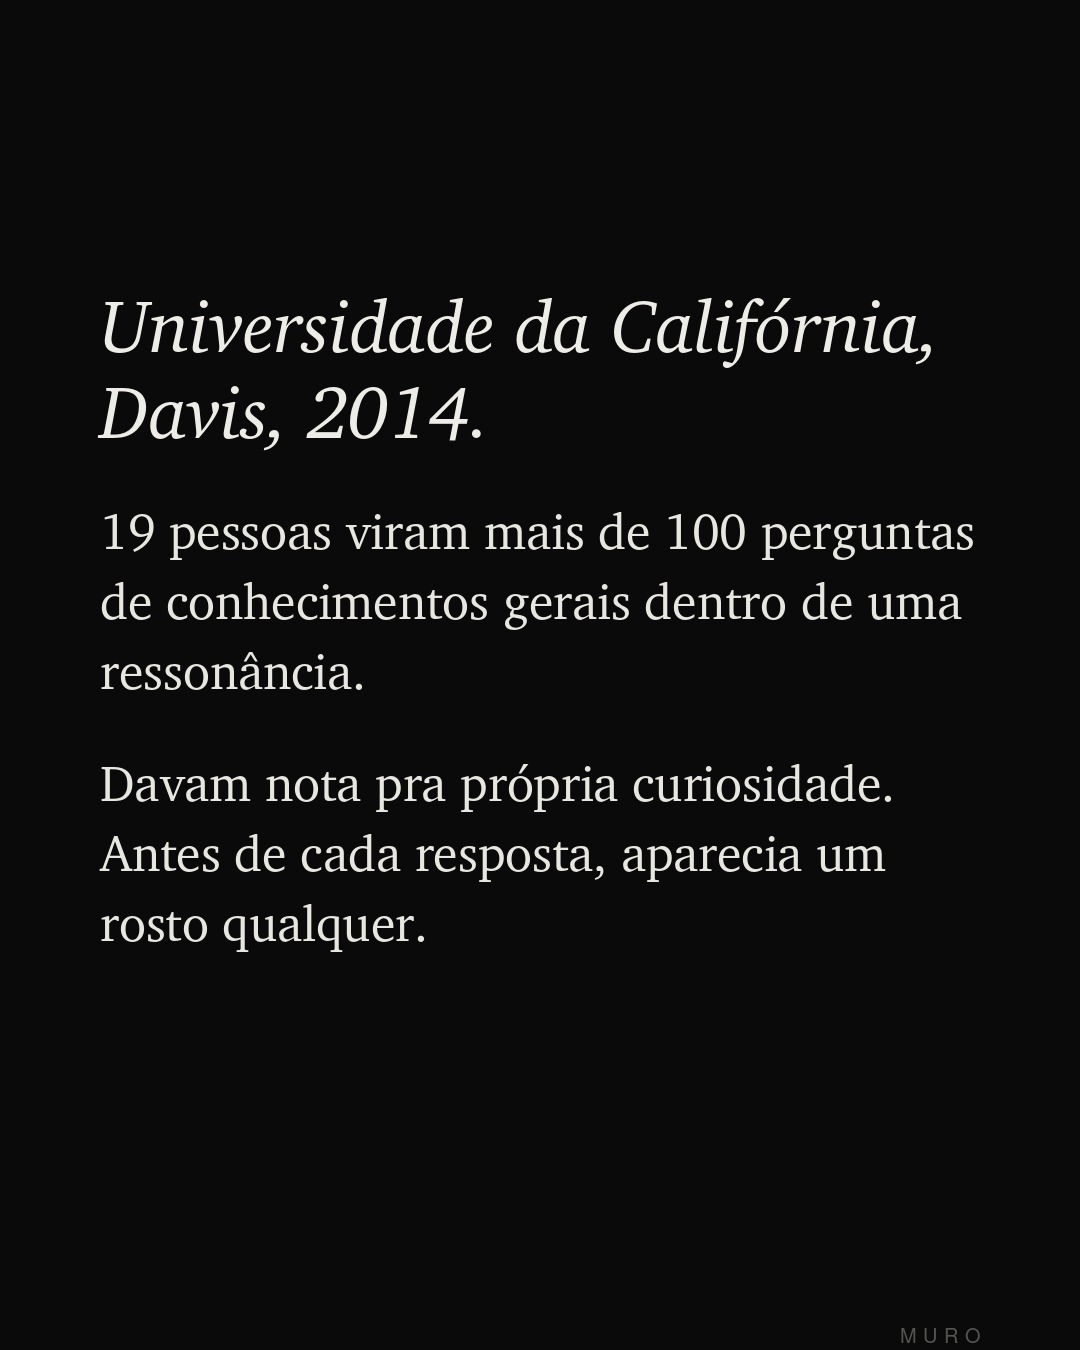 Universidade da Califórnia,
Davis, 2014.
19 pessoas viram mais de 100 perguntas
de conhecimentos gerais dentro de uma
ressonância.
Davam nota pra própria curiosidade.
Antes de cada resposta, aparecia um
rosto qualquer.
MURO